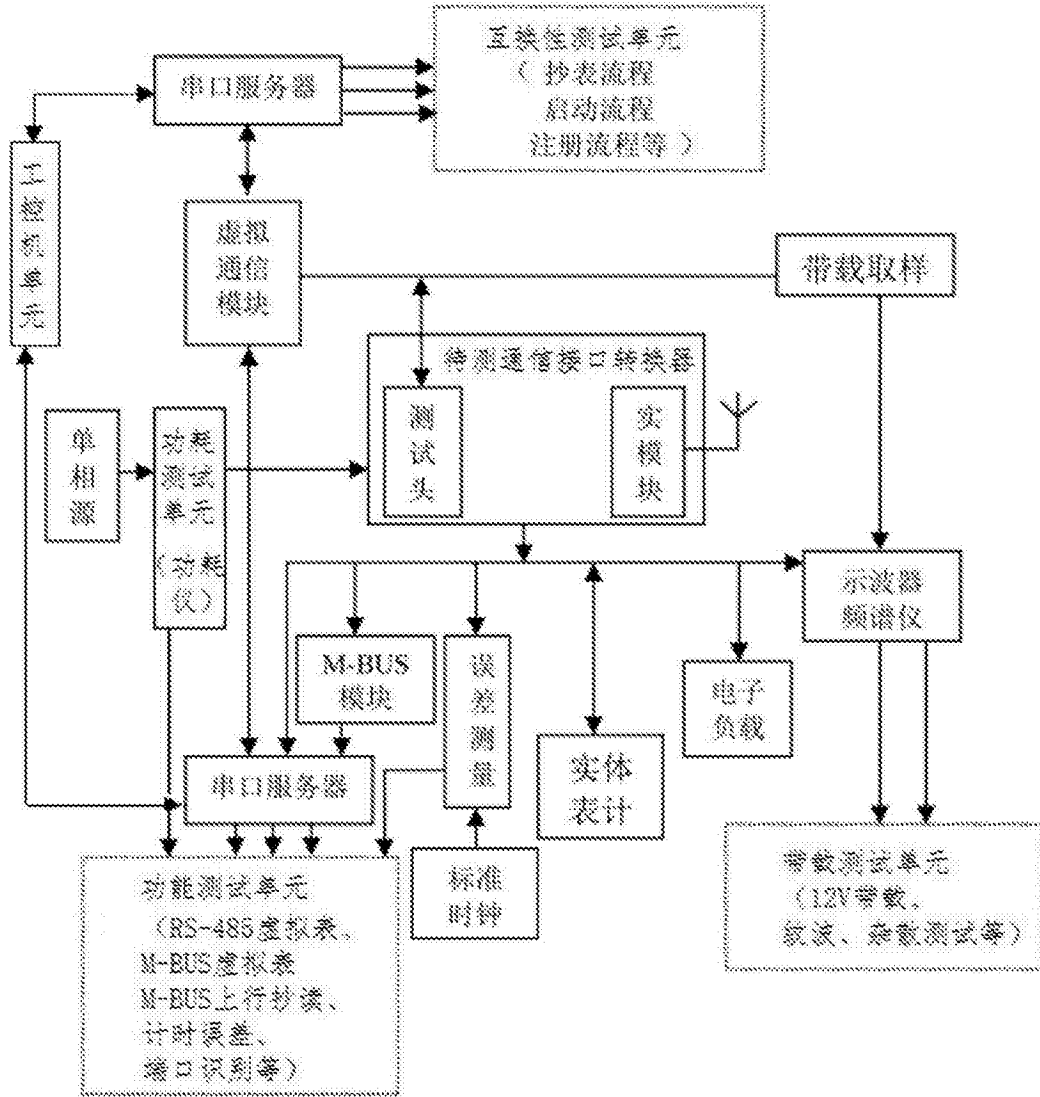 互换性测试单元
（抄表流程
启动流程
注册流程等）
串口服务器
工控机单元
虚拟
通信
模块
带载取样
待测通信接口转换器
测试头
实模块
单相源
功耗
测试
单元
（功耗
仪）
示波器
频谱仪
M-BUS
模块
误差测量
电子
负载
实体
表计
串口服务器
标准
时钟
功能测试单元
（RS-485虚拟表、
M-BUS虚拟表
M-BUS上行抄读、
计时误差、
端口识别等）
带载测试单元
（12V带载、
纹波、杂散测试等）